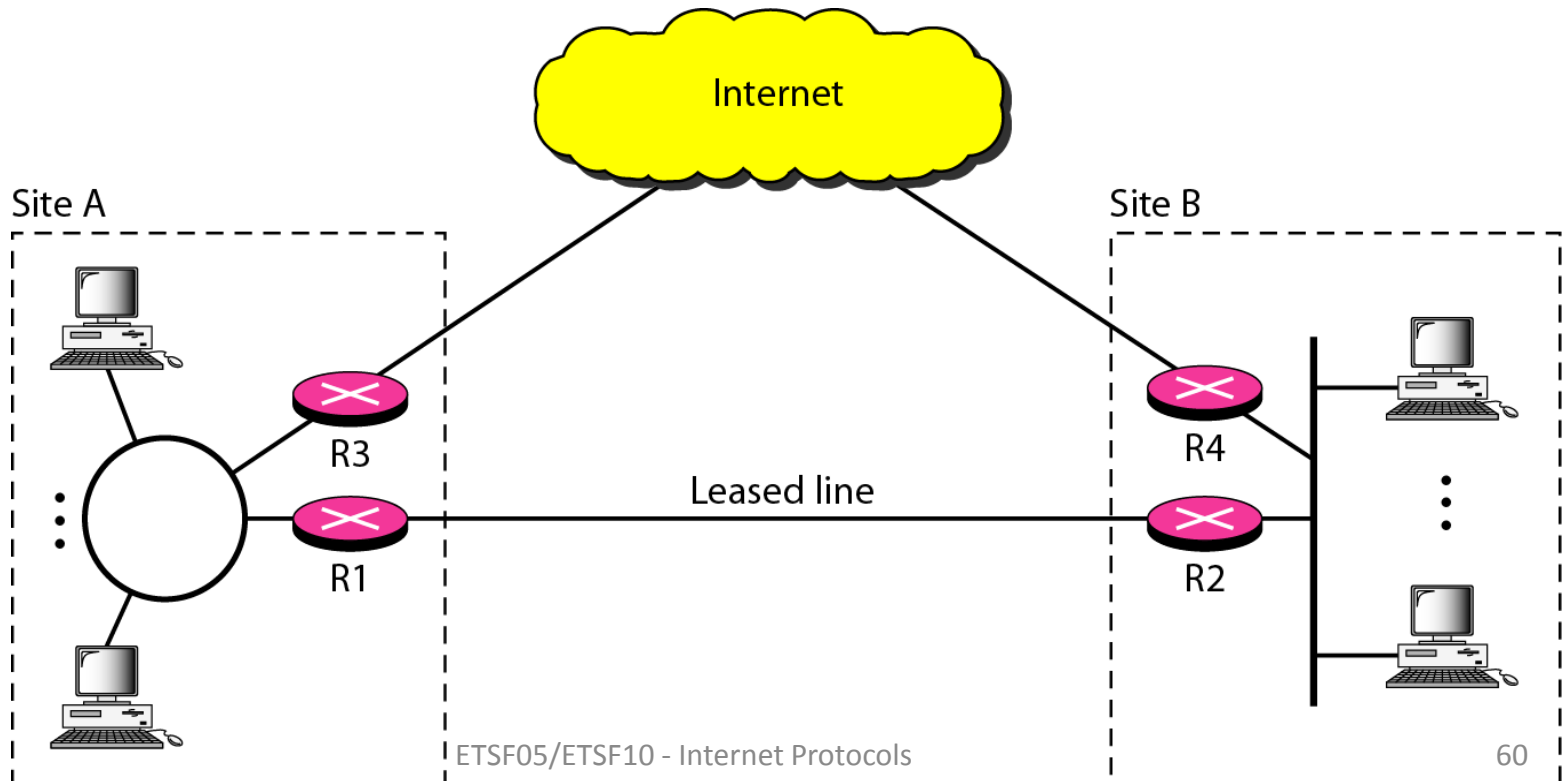 Internet
Site A
Site B
R3
R4
Leased line
R1
R2
ETSF05/ETSF10 - Internet Protocols
60